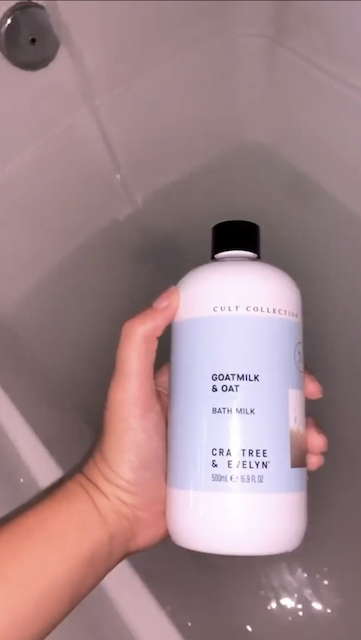 CULT COLLECTION
GOATMILK
& OAT
BATH MILK
CRABTREE
& EVELYN®
500mL ℮ 16.9 FL OZ